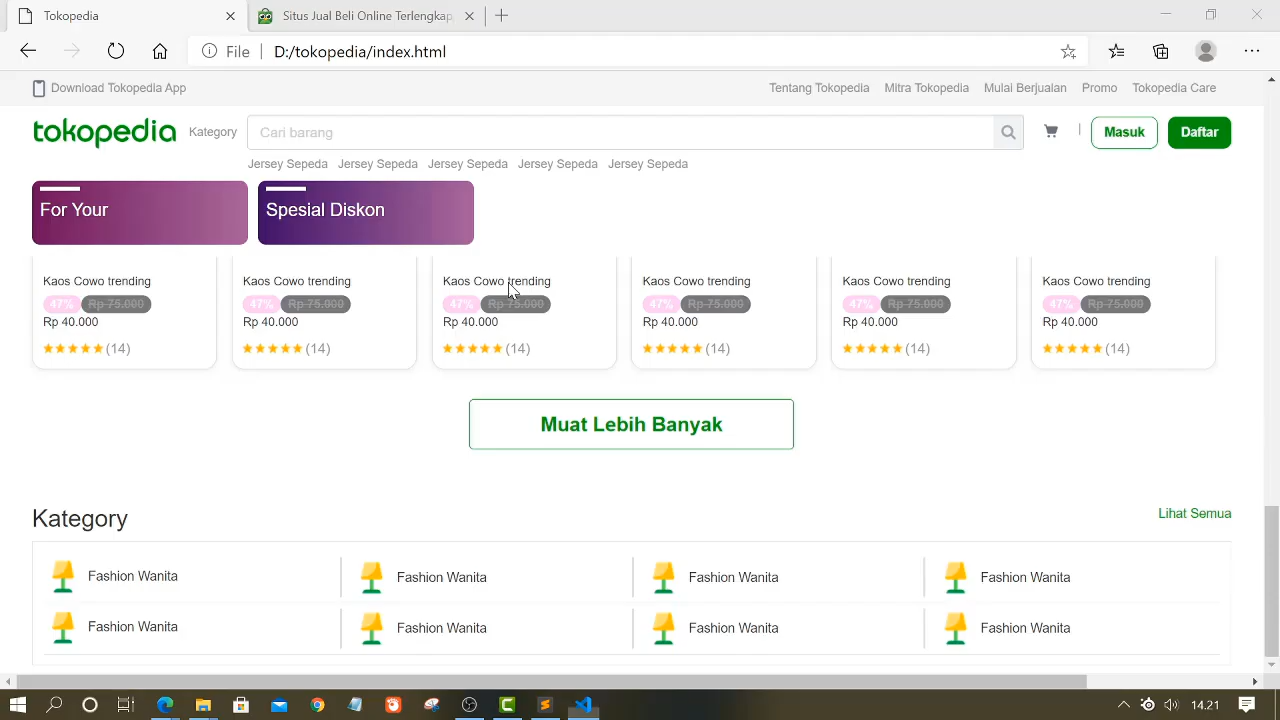 Tokopedia
Situs Jual Beli Online Terlengkap,
File D:/tokopedia/index.html
Download Tokopedia App
Tentang Tokopedia Mitra Tokopedia Mulai Berjualan Promo Tokopedia Care
tokopedia Kategory Cari barang Masuk Daftar
Jersey Sepeda Jersey Sepeda Jersey Sepeda Jersey Sepeda Jersey Sepeda
For Your Spesial Diskon
Kaos Cowo trending Kaos Cowo trending Kaos Cowo trending Kaos Cowo trending Kaos Cowo trending Kaos Cowo trending
47% Rp 75.000 47% Rp 75.000 47% Rp 75.000 47% Rp 75.000 47% Rp 75.000 47% Rp 75.000
Rp 40.000 Rp 40.000 Rp 40.000 Rp 40.000 Rp 40.000 Rp 40.000
(14) (14) (14) (14) (14) (14)
Muat Lebih Banyak
Kategory Lihat Semua
Fashion Wanita Fashion Wanita Fashion Wanita Fashion Wanita
Fashion Wanita Fashion Wanita Fashion Wanita Fashion Wanita
14.21